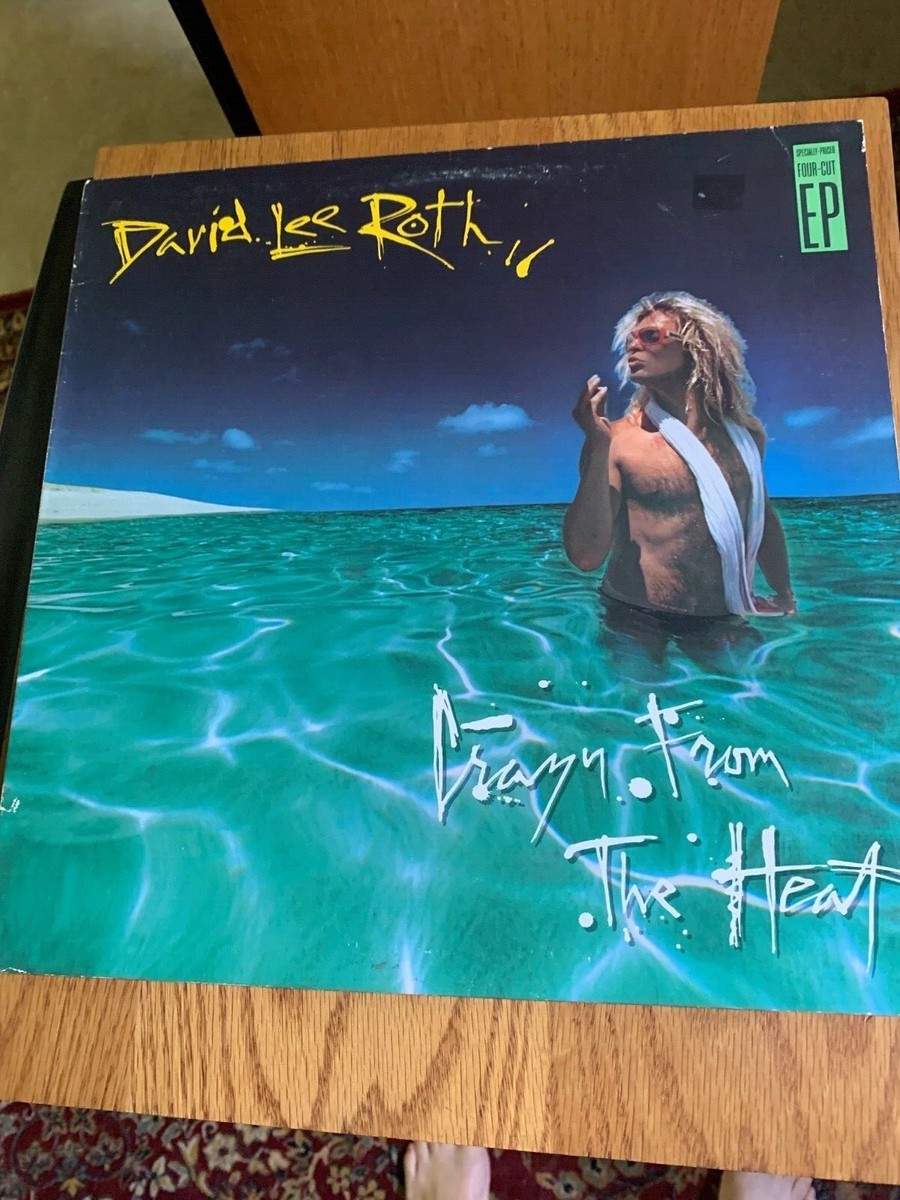 David Lee Roth
SPECIALLY-PRICED
FOUR-CUT
EP
Crazy From
The Heat